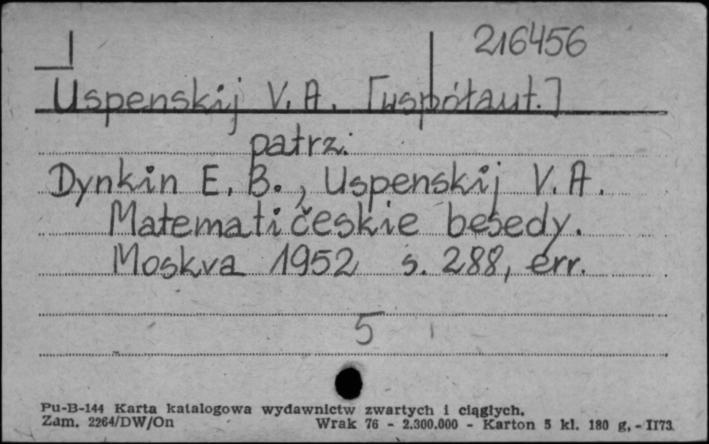 216456
Uspenskij V. A. [współaut.]
patrz:
Dynkin E. B., Uspenskij V. A.
Matematičeskie besedy.
Moskva 1952 s. 288, err.
5
Pu-B-144 Karta katalogowa wydawnictw zwartych i ciągłych.
Zam. 2264/DW/On Wrak 76 - 2.300.000 - Karton 5 kl. 180 g. - II73